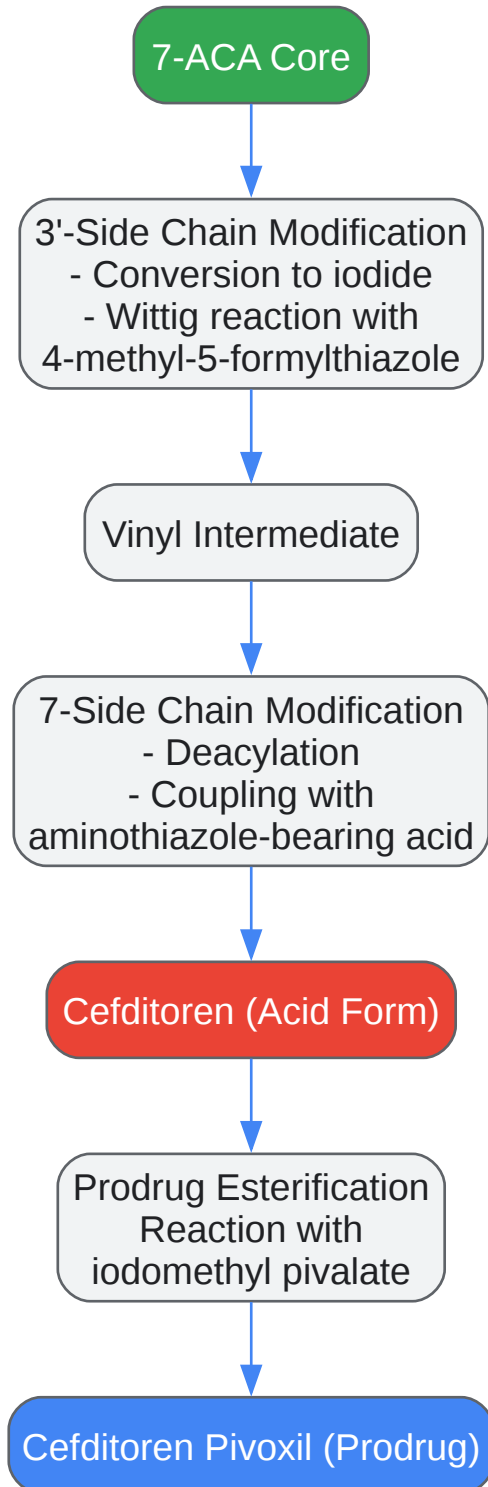 7-ACA Core
3'-Side Chain Modification
- Conversion to iodide
- Wittig reaction with
4-methyl-5-formylthiazole
Vinyl Intermediate
7-Side Chain Modification
- Deacylation
- Coupling with
aminothiazole-bearing acid
Cefditoren (Acid Form)
Prodrug Esterification
Reaction with
iodomethyl pivalate
Cefditoren Pivoxil (Prodrug)